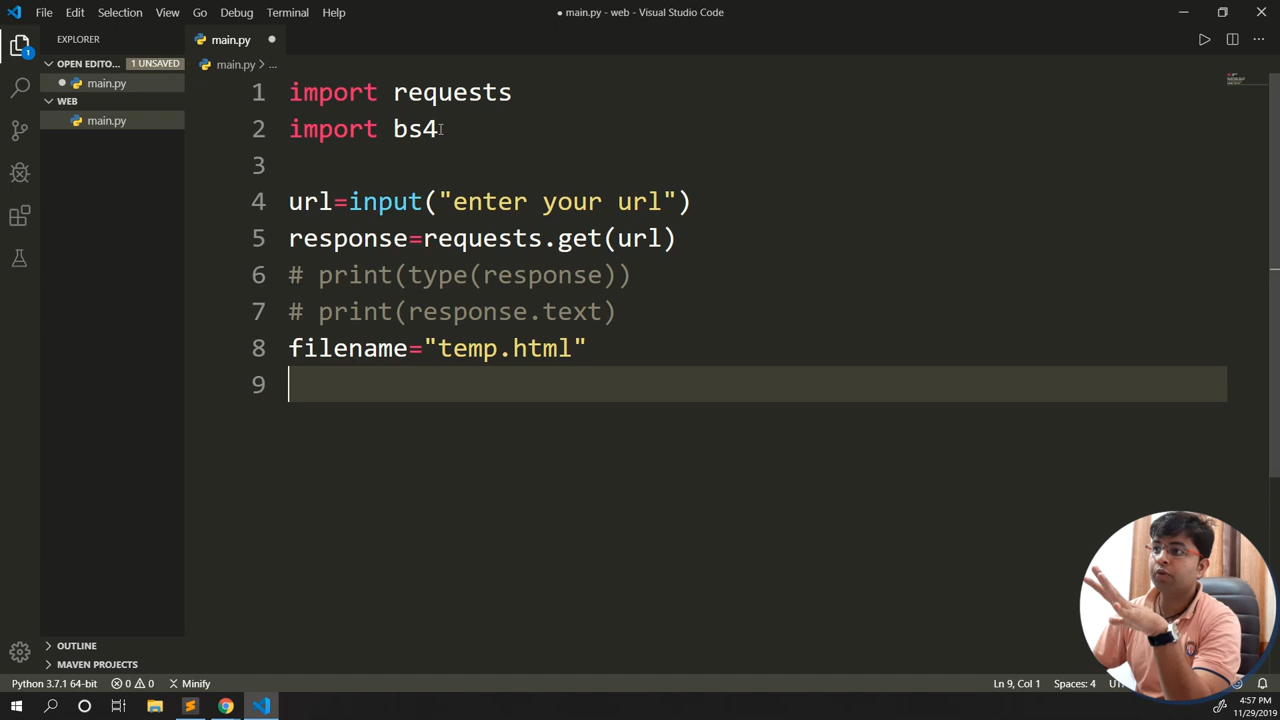 File Edit Selection View Go Debug Terminal Help
● main.py - web - Visual Studio Code
EXPLORER
main.py
OPEN EDITO... 1 UNSAVED
main.py > ...
main.py
WEB
main.py
1 import requests
2 import bs4
3
4 url=input("enter your url")
5 response=requests.get(url)
6 # print(type(response))
7 # print(response.text)
8 filename="temp.html"
9
OUTLINE
MAVEN PROJECTS
1
Python 3.7.1 64-bit 0 0 Minify Ln 9, Col 1 Spaces: 4
4:57 PM
11/29/2019